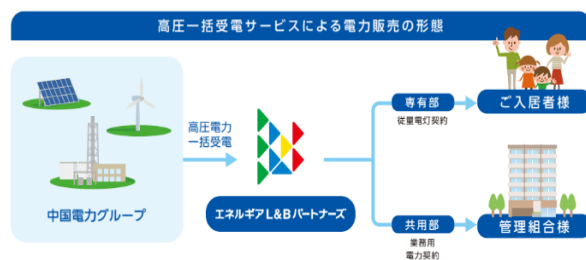 高圧一括受電サービスによる電力販売の形態
中国電力グループ
高圧電力
一括受電
エネルギアL&Bパートナーズ
専有部
従量電灯契約
ご入居者様
共用部
業務用
電力契約
管理組合様